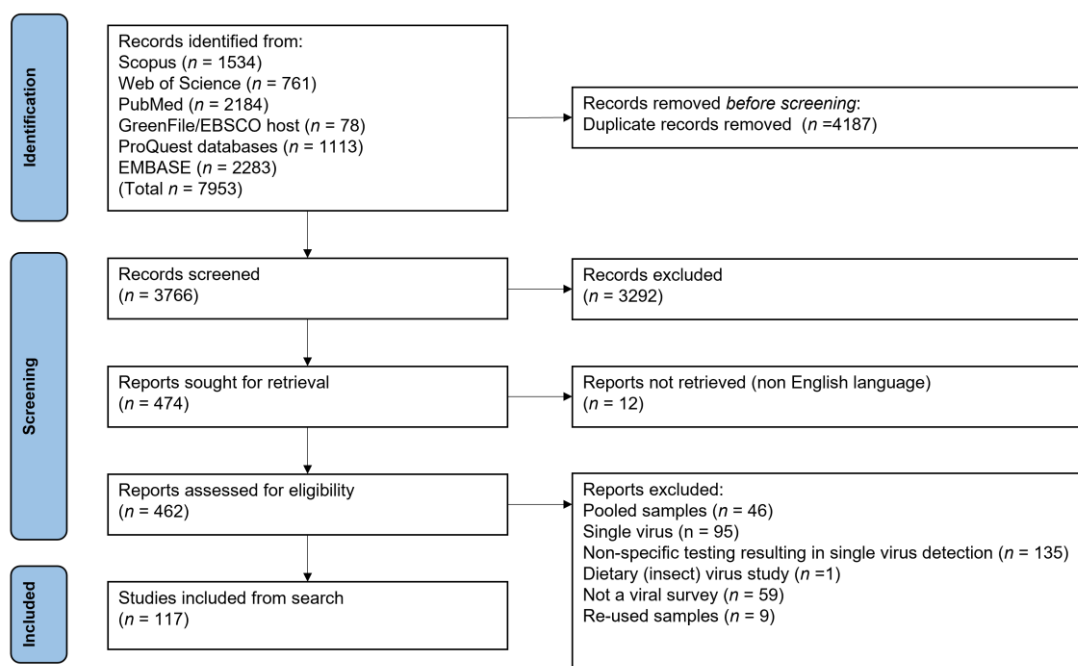 Identification
Records identified from:
Scopus (n = 1534)
Web of Science (n = 761)
PubMed (n = 2184)
GreenFile/EBSCO host (n = 78)
ProQuest databases (n = 1113)
EMBASE (n = 2283)
(Total n = 7953)
Records removed before screening:
Duplicate records removed (n =4187)
Screening
Records screened
(n = 3766)
Records excluded
(n = 3292)
Reports sought for retrieval
(n = 474)
Reports not retrieved (non English language)
(n = 12)
Reports assessed for eligibility
(n = 462)
Reports excluded:
Pooled samples (n = 46)
Single virus (n = 95)
Non-specific testing resulting in single virus detection (n = 135)
Dietary (insect) virus study (n =1)
Not a viral survey (n = 59)
Re-used samples (n = 9)
Included
Studies included from search
(n = 117)